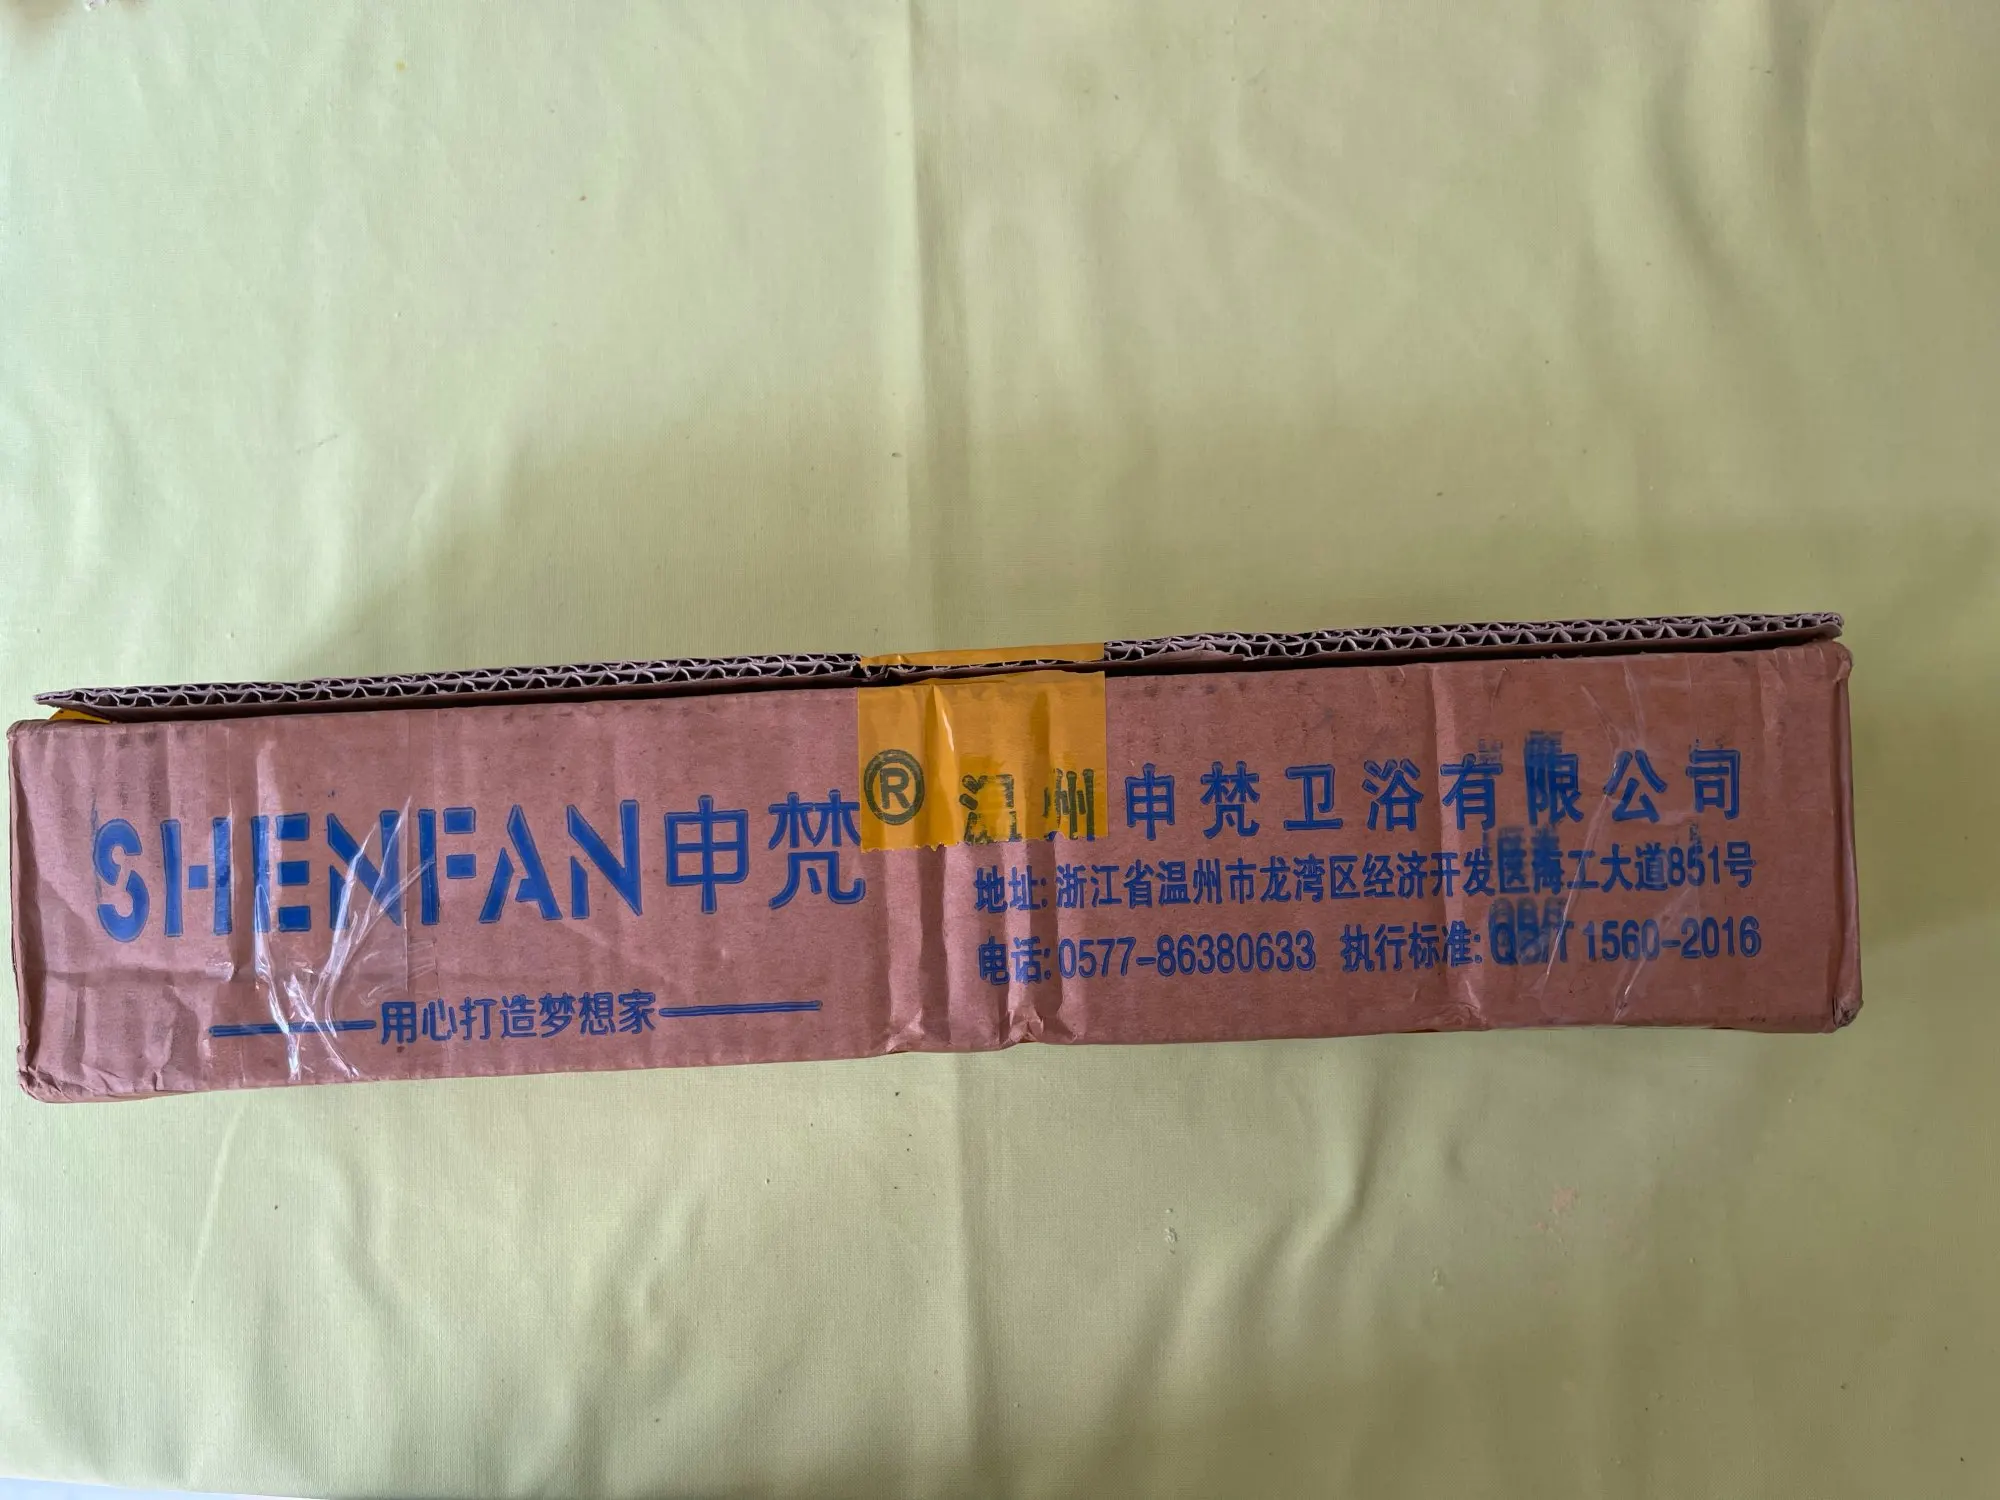 SHENFAN申梵®
用心打造梦想家
温州申梵卫浴有限公司
地址:浙江省温州市龙湾区经济开发区海工大道851号
电话:0577-86380633 执行标准:QB/T 1560-2016